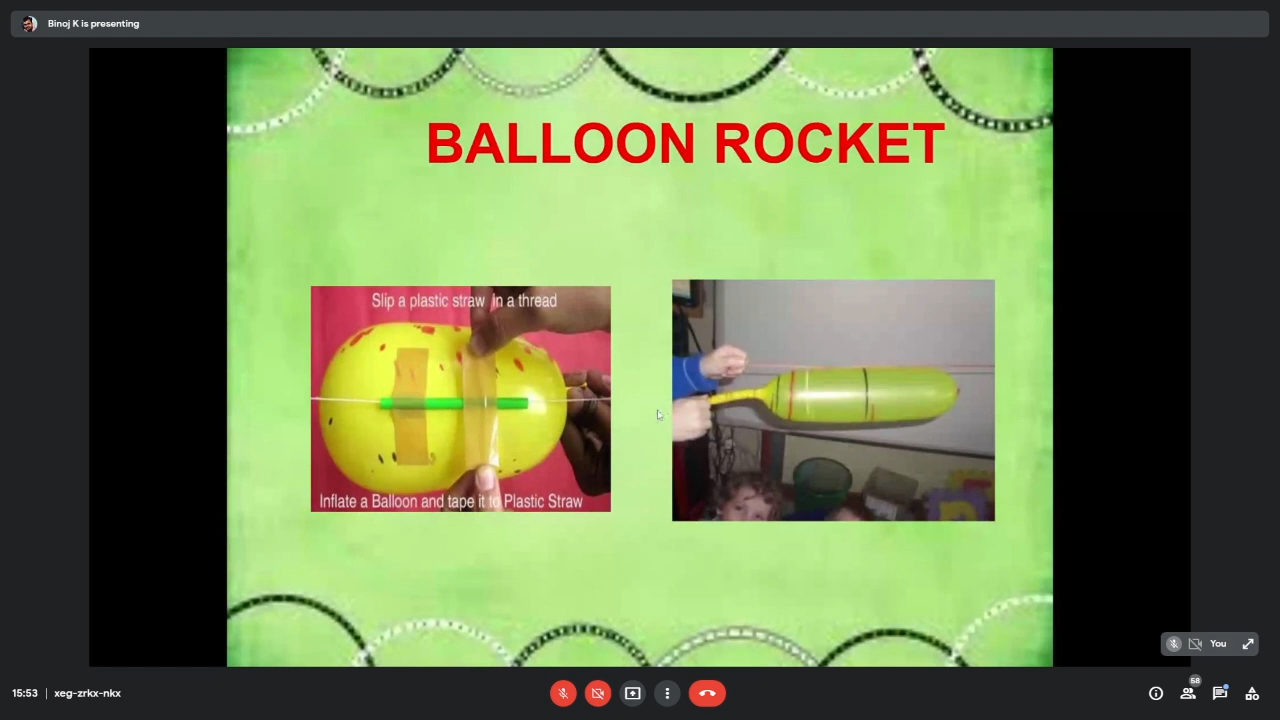 Binoj K is presenting
BALLOON ROCKET
Slip a plastic straw in a thread
Inflate a Balloon and tape it to Plastic Straw
You
58
15:53 | xeg-zrkx-nkx